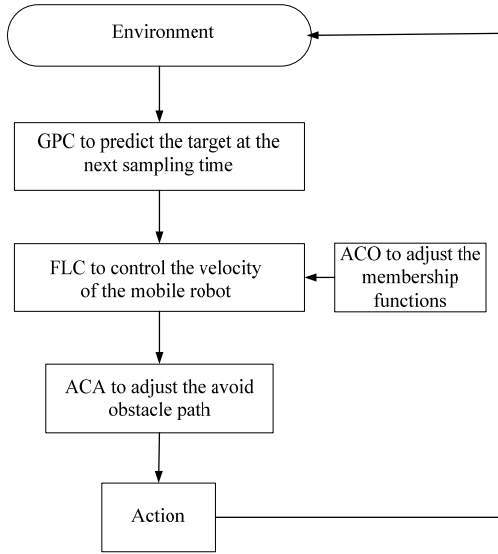 Environment
GPC to predict the target at the
next sampling time
FLC to control the velocity
of the mobile robot
ACO to adjust the
membership
functions
ACA to adjust the avoid
obstacle path
Action